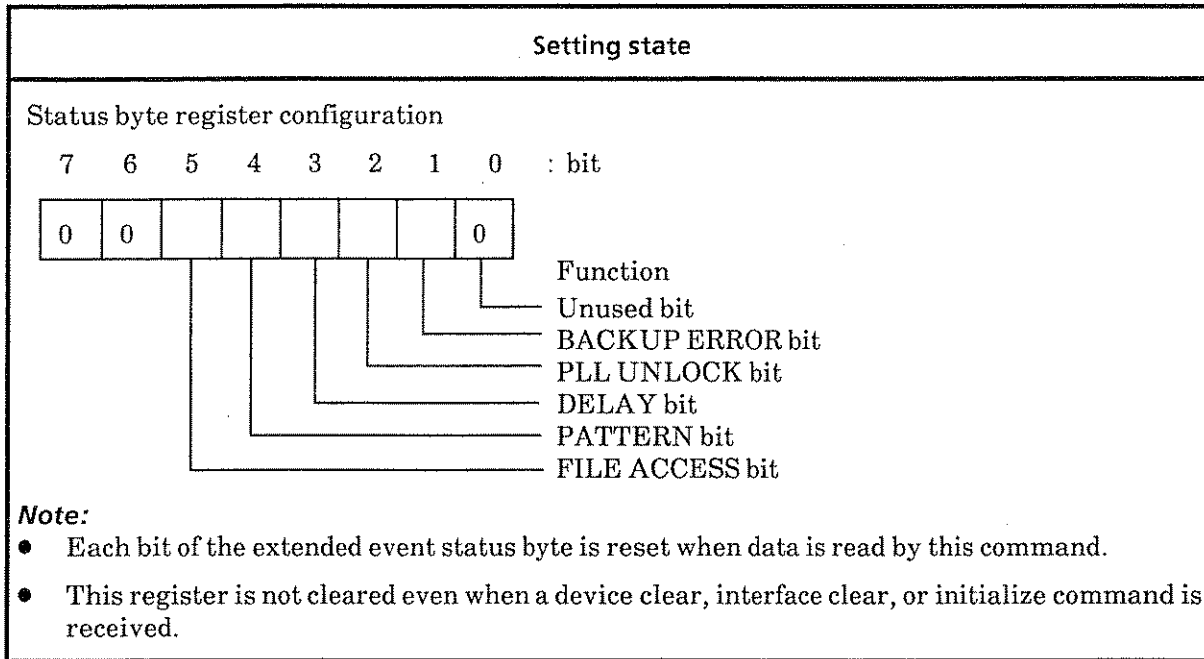 Setting state
Status byte register configuration
7 6 5 4 3 2 1 0 : bit
0 0 0
Function
Unused bit
BACKUP ERROR bit
PLL UNLOCK bit
DELAY bit
PATTERN bit
FILE ACCESS bit
Note:
● Each bit of the extended event status byte is reset when data is read by this command.
● This register is not cleared even when a device clear, interface clear, or initialize command is
received.